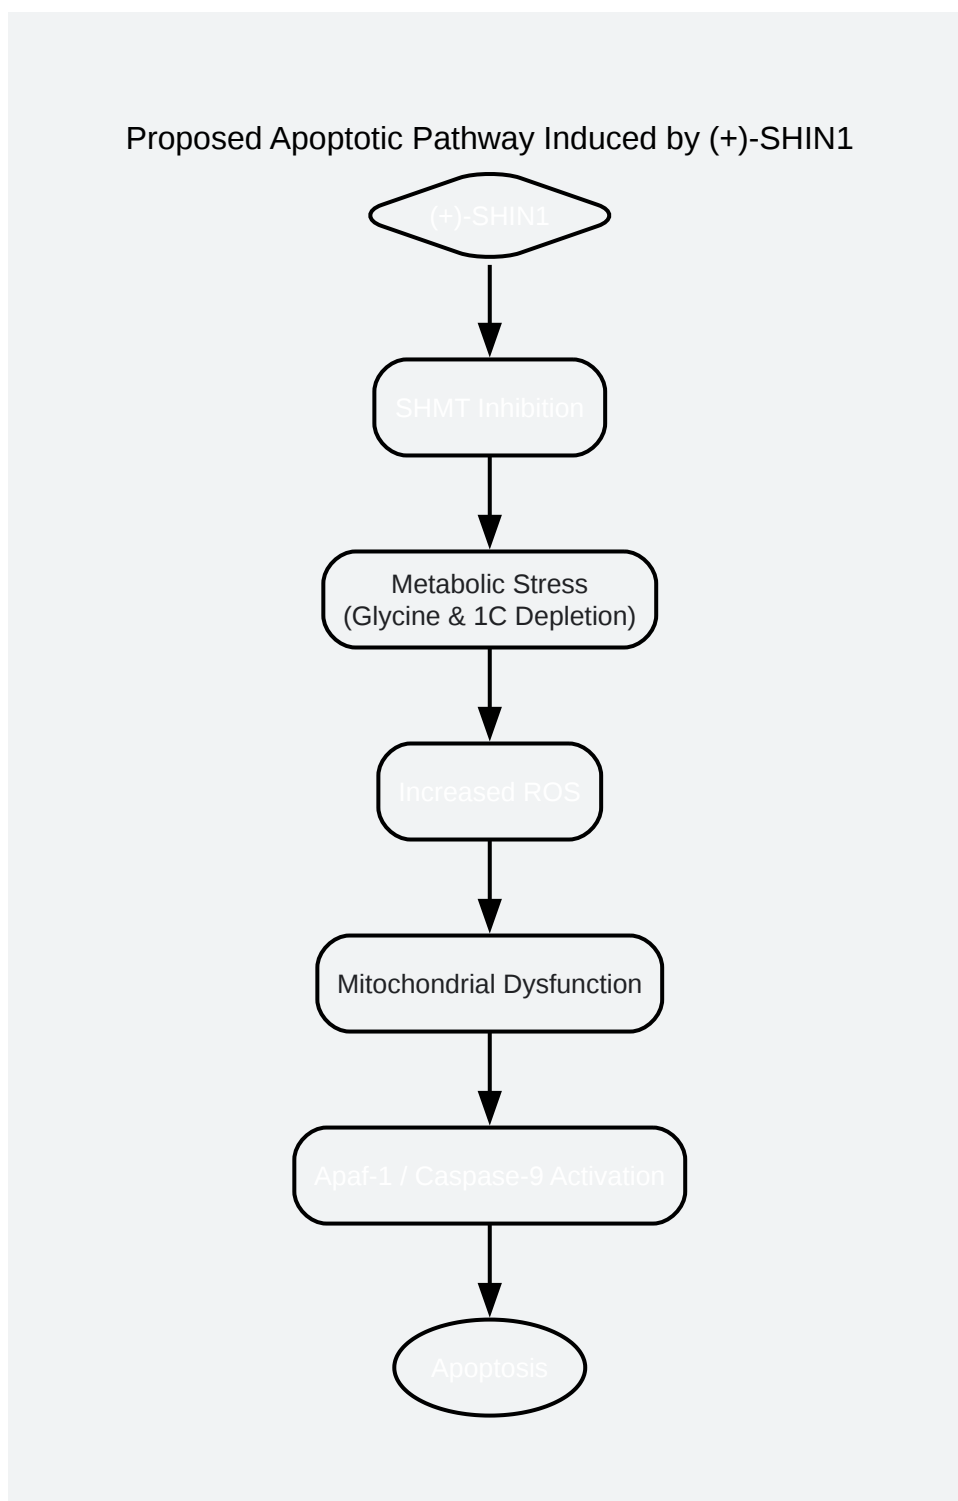 Proposed Apoptotic Pathway Induced by (+)-SHIN1
(+)-SHIN1
SHMT Inhibition
Metabolic Stress
(Glycine & 1C Depletion)
Increased ROS
Mitochondrial Dysfunction
Apaf-1 / Caspase-9 Activation
Apoptosis